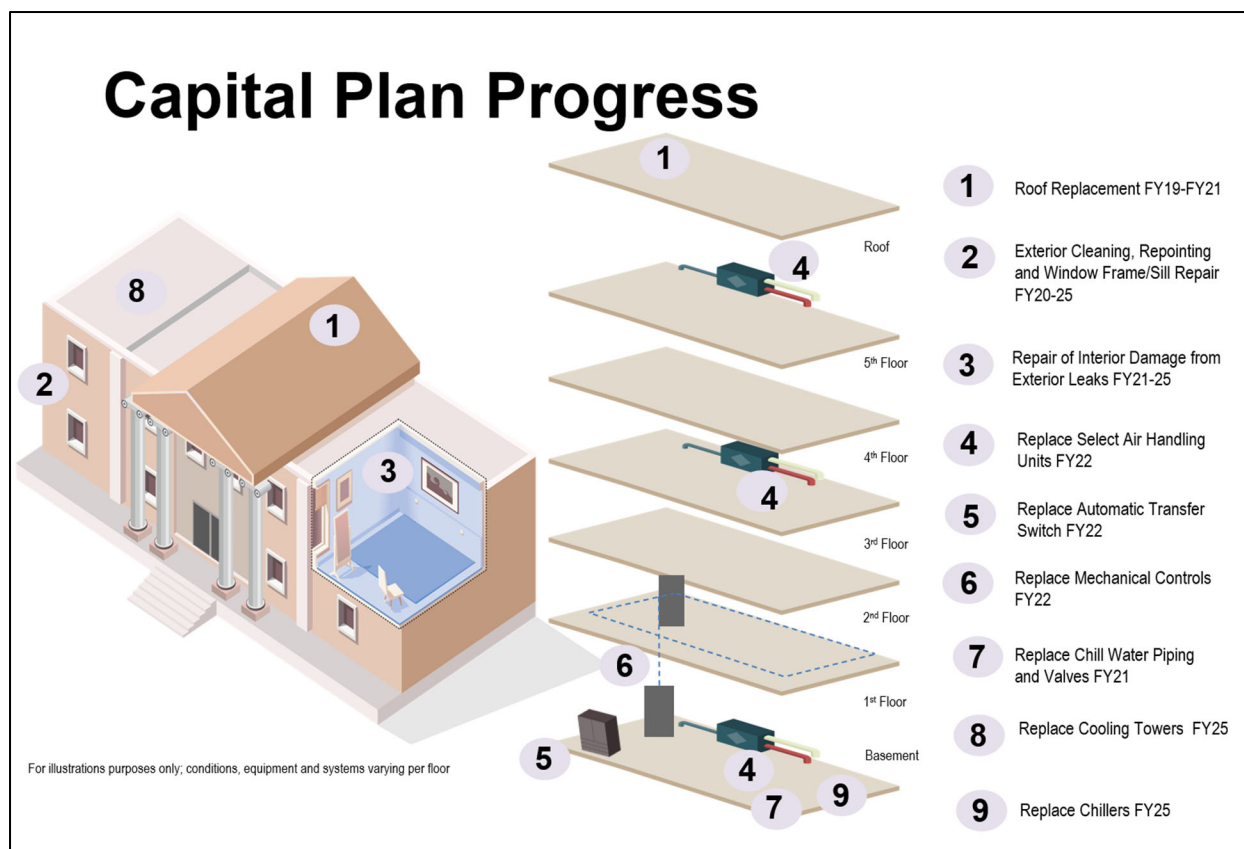 Capital Plan Progress
1
Roof
4
5th Floor
4th Floor
4
3rd Floor
2nd Floor
6
1st Floor
Basement
5
4
7
9
8
1
2
3
For illustrations purposes only; conditions, equipment and systems varying per floor
1
Roof Replacement FY19-FY21
2
Exterior Cleaning, Repointing
and Window Frame/Sill Repair
FY20-25
3
Repair of Interior Damage from
Exterior Leaks FY21-25
4
Replace Select Air Handling
Units FY22
5
Replace Automatic Transfer
Switch FY22
6
Replace Mechanical Controls
FY22
7
Replace Chill Water Piping
and Valves FY21
8
Replace Cooling Towers FY25
9
Replace Chillers FY25